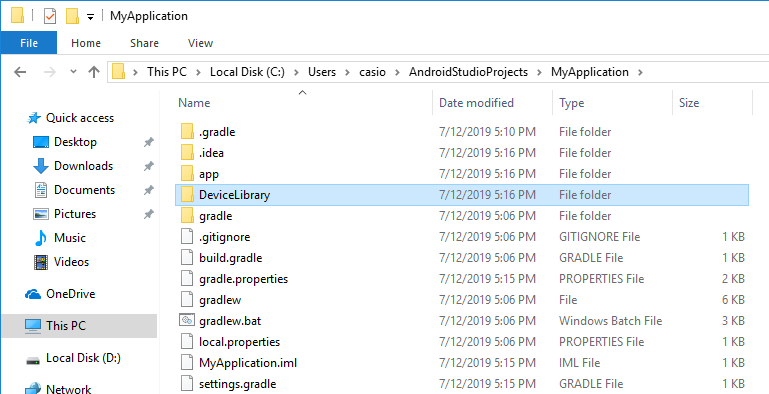 MyApplication
File Home Share View
This PC Local Disk (C:) Users casio AndroidStudioProjects MyApplication
Name Date modified Type Size
Quick access
Desktop
Downloads
Documents
Pictures
Music
Videos
OneDrive
This PC
Local Disk (D:)
Network
.gradle 7/12/2019 5:10 PM File folder
.idea 7/12/2019 5:16 PM File folder
app 7/12/2019 5:16 PM File folder
DeviceLibrary 7/12/2019 5:16 PM File folder
gradle 7/12/2019 5:06 PM File folder
.gitignore 7/12/2019 5:06 PM GITIGNORE File 1 KB
build.gradle 7/12/2019 5:06 PM GRADLE File 1 KB
gradle.properties 7/12/2019 5:15 PM PROPERTIES File 2 KB
gradlew 7/12/2019 5:06 PM File 6 KB
gradlew.bat 7/12/2019 5:06 PM Windows Batch File 3 KB
local.properties 7/12/2019 5:06 PM PROPERTIES File 1 KB
MyApplication.iml 7/12/2019 5:15 PM IML File 1 KB
settings.gradle 7/12/2019 5:15 PM GRADLE File 1 KB